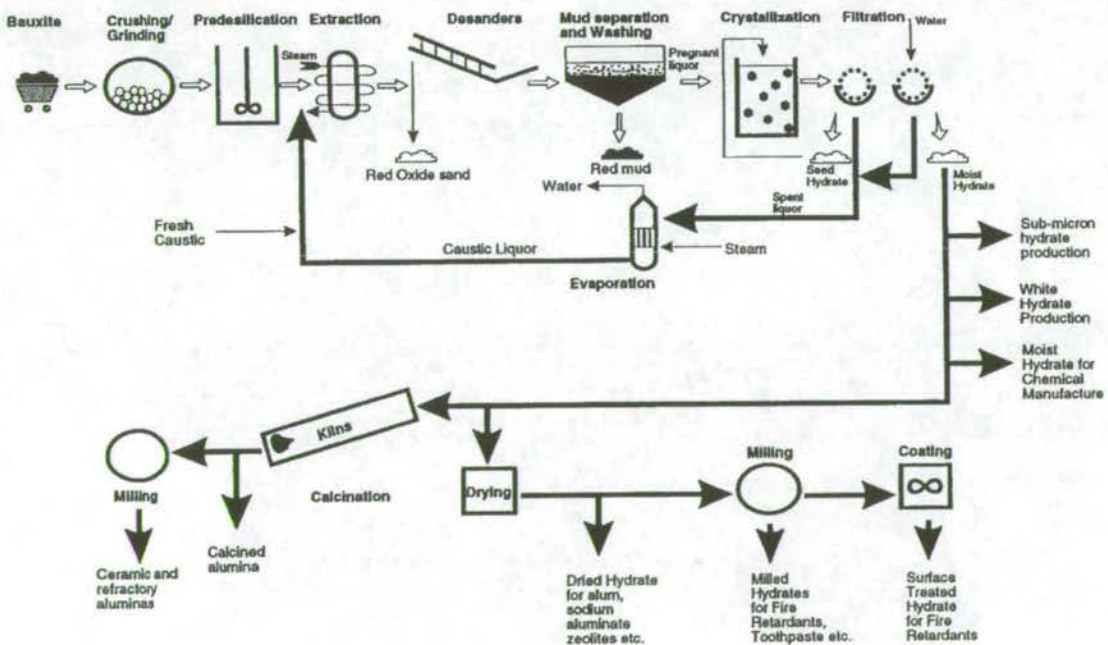 Bauxite
Crushing/
Grinding
Predesilication
Extraction
Desanders
Mud separation
and Washing
Crystallization
Filtration
Water
Steam
Pregnant
liquor
Red Oxide sand
Red mud
Seed
Hydrate
Moist
Hydrate
Water
Spent
liquor
Fresh
Caustic
Caustic Liquor
Steam
Evaporation
Sub-micron
hydrate
production
White
Hydrate
Production
Moist
Hydrate for
Chemical
Manufacture
Kilns
Milling
Calcination
Drying
Milling
Coating
Calcined
alumina
Ceramic and
refractory
aluminas
Dried Hydrate
for alum,
sodium
aluminate
zeolites etc.
Milled
Hydrates
for Fire
Retardants,
Toothpaste etc.
Surface
Treated
Hydrate
for Fire
Retardants